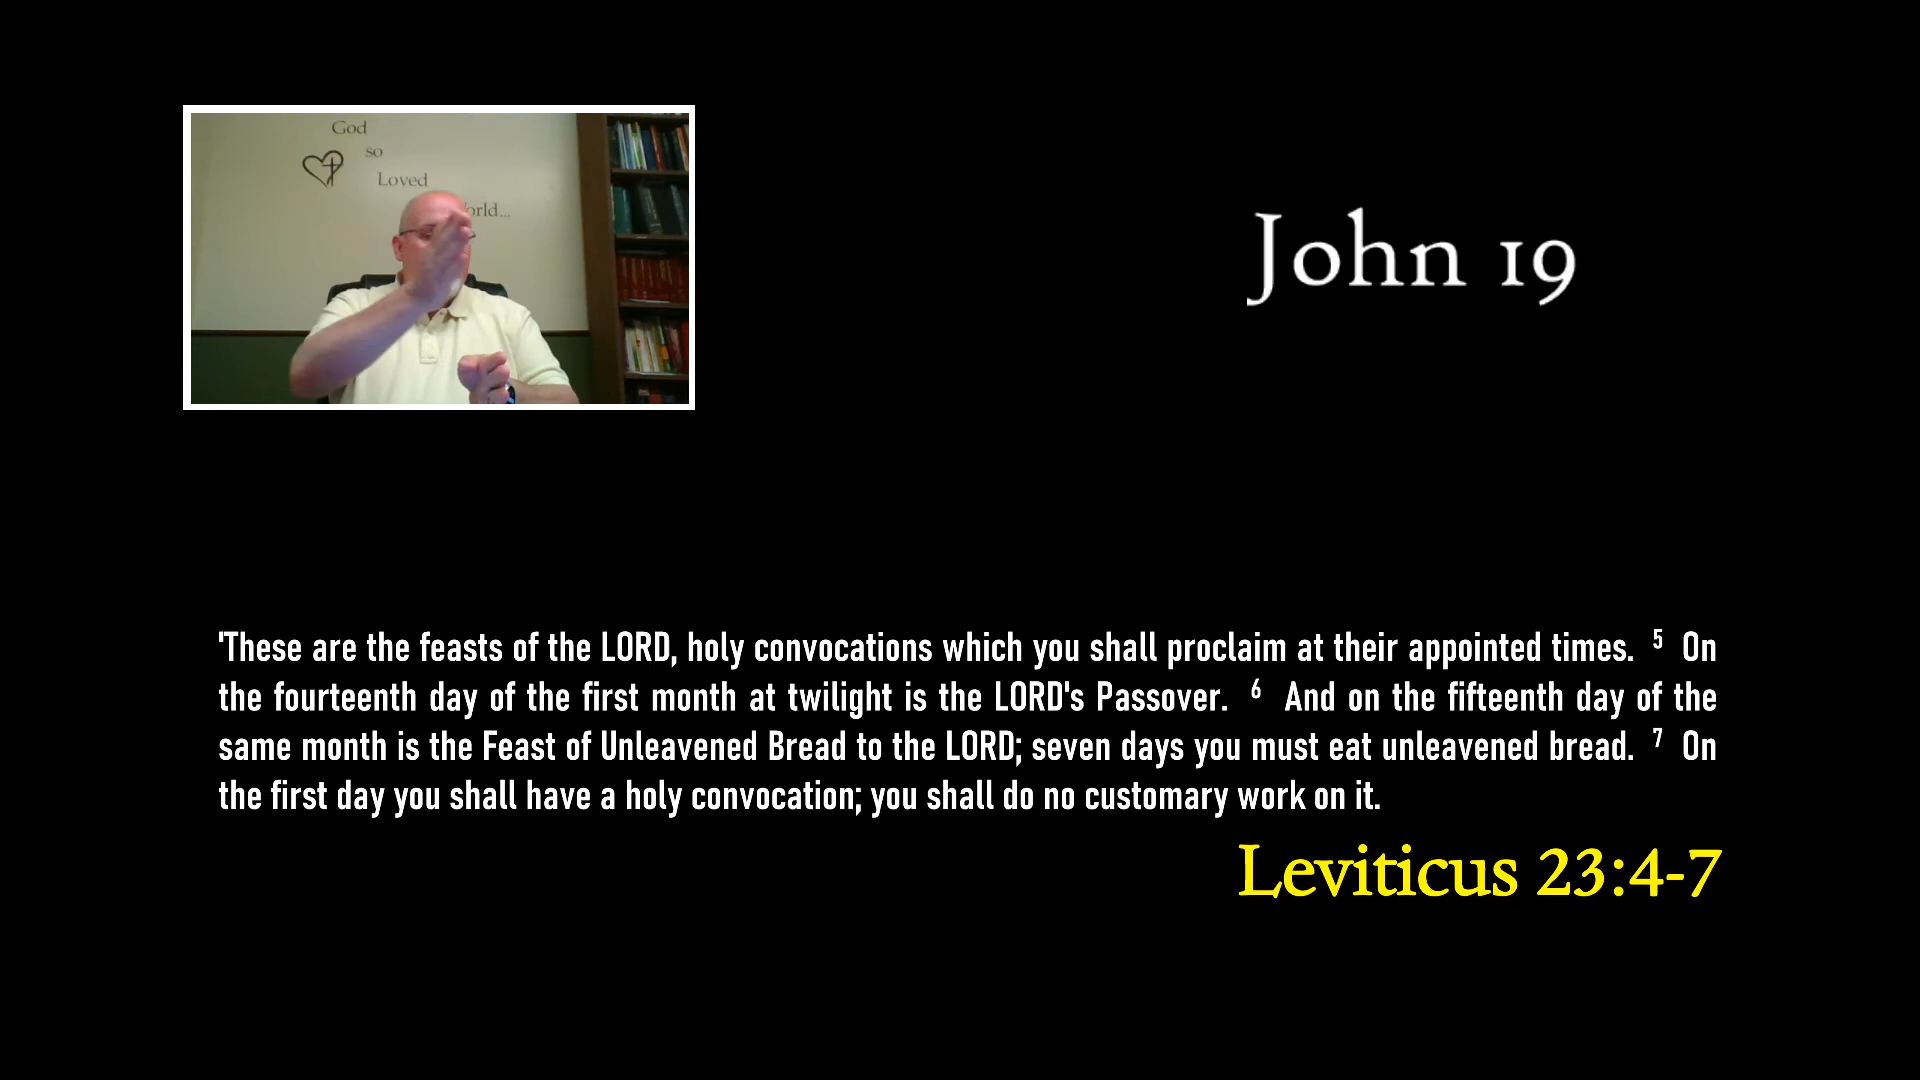 God
so
Loved
orld...
John 19
'These are the feasts of the LORD, holy convocations which you shall proclaim at their appointed times. 5 On
the fourteenth day of the first month at twilight is the LORD's Passover. 6 And on the fifteenth day of the
same month is the Feast of Unleavened Bread to the LORD; seven days you must eat unleavened bread. 7 On
the first day you shall have a holy convocation; you shall do no customary work on it.
Leviticus 23:4-7